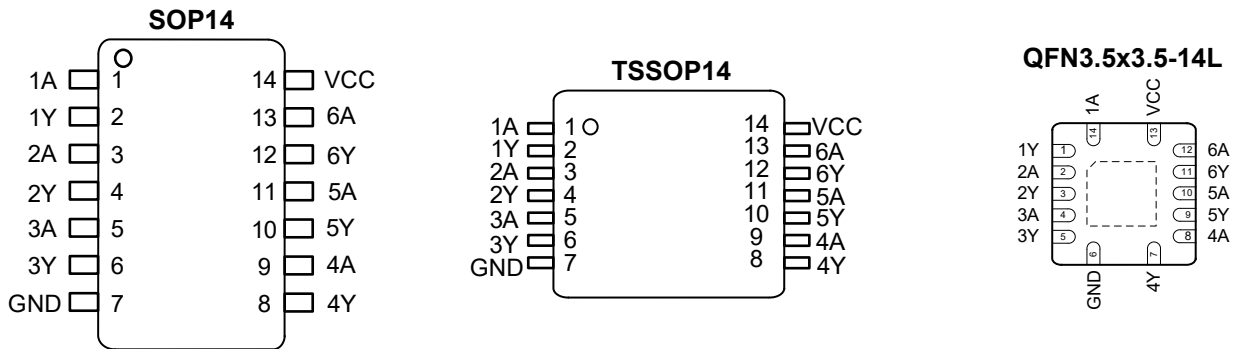 SOP14
1A 1 14 VCC
1Y 2 13 6A
2A 3 12 6Y
2Y 4 11 5A
3A 5 10 5Y
3Y 6 9 4A
GND 7 8 4Y
TSSOP14
1A 1 14 VCC
1Y 2 13 6A
2A 3 12 6Y
2Y 4 11 5A
3A 5 10 5Y
3Y 6 9 4A
GND 7 8 4Y
QFN3.5x3.5-14L
1A VCC
14 13
1Y 1 12 6A
2A 2 11 6Y
2Y 3 10 5A
3A 4 9 5Y
3Y 5 8 4A
6 7
GND 4Y